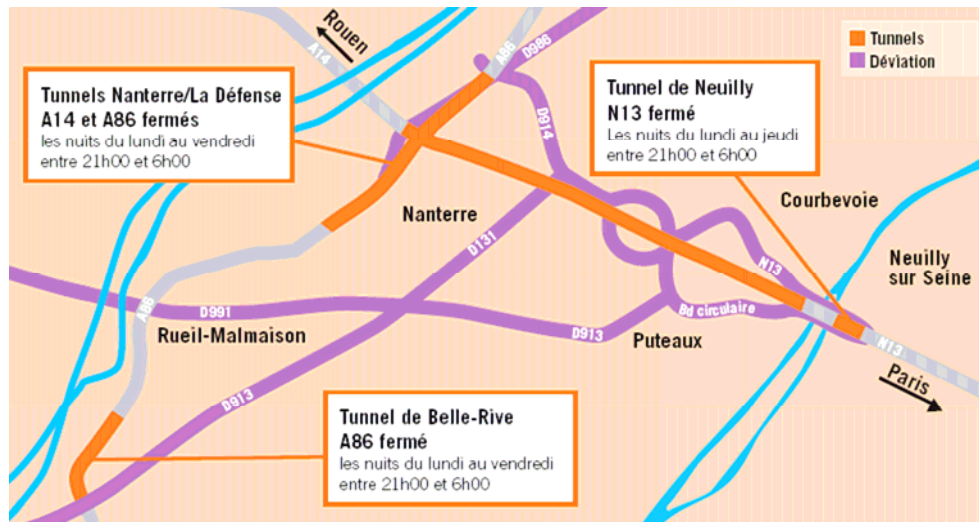 Rouen
A14
A86
D986
Tunnels
Déviation
Tunnels Nanterre/La Défense
A14 et A86 fermés
les nuits du lundi au vendredi
entre 21h00 et 6h00
Tunnel de Neuilly
N13 fermé
Les nuits du lundi au jeudi
entre 21h00 et 6h00
D914
Courbevoie
Nanterre
D131
N13
Neuilly
sur Seine
A86
D991
Rueil-Malmaison
D913
Bd circulaire
Puteaux
N13
Paris
D913
Tunnel de Belle-Rive
A86 fermé
les nuits du lundi au vendredi
entre 21h00 et 6h00